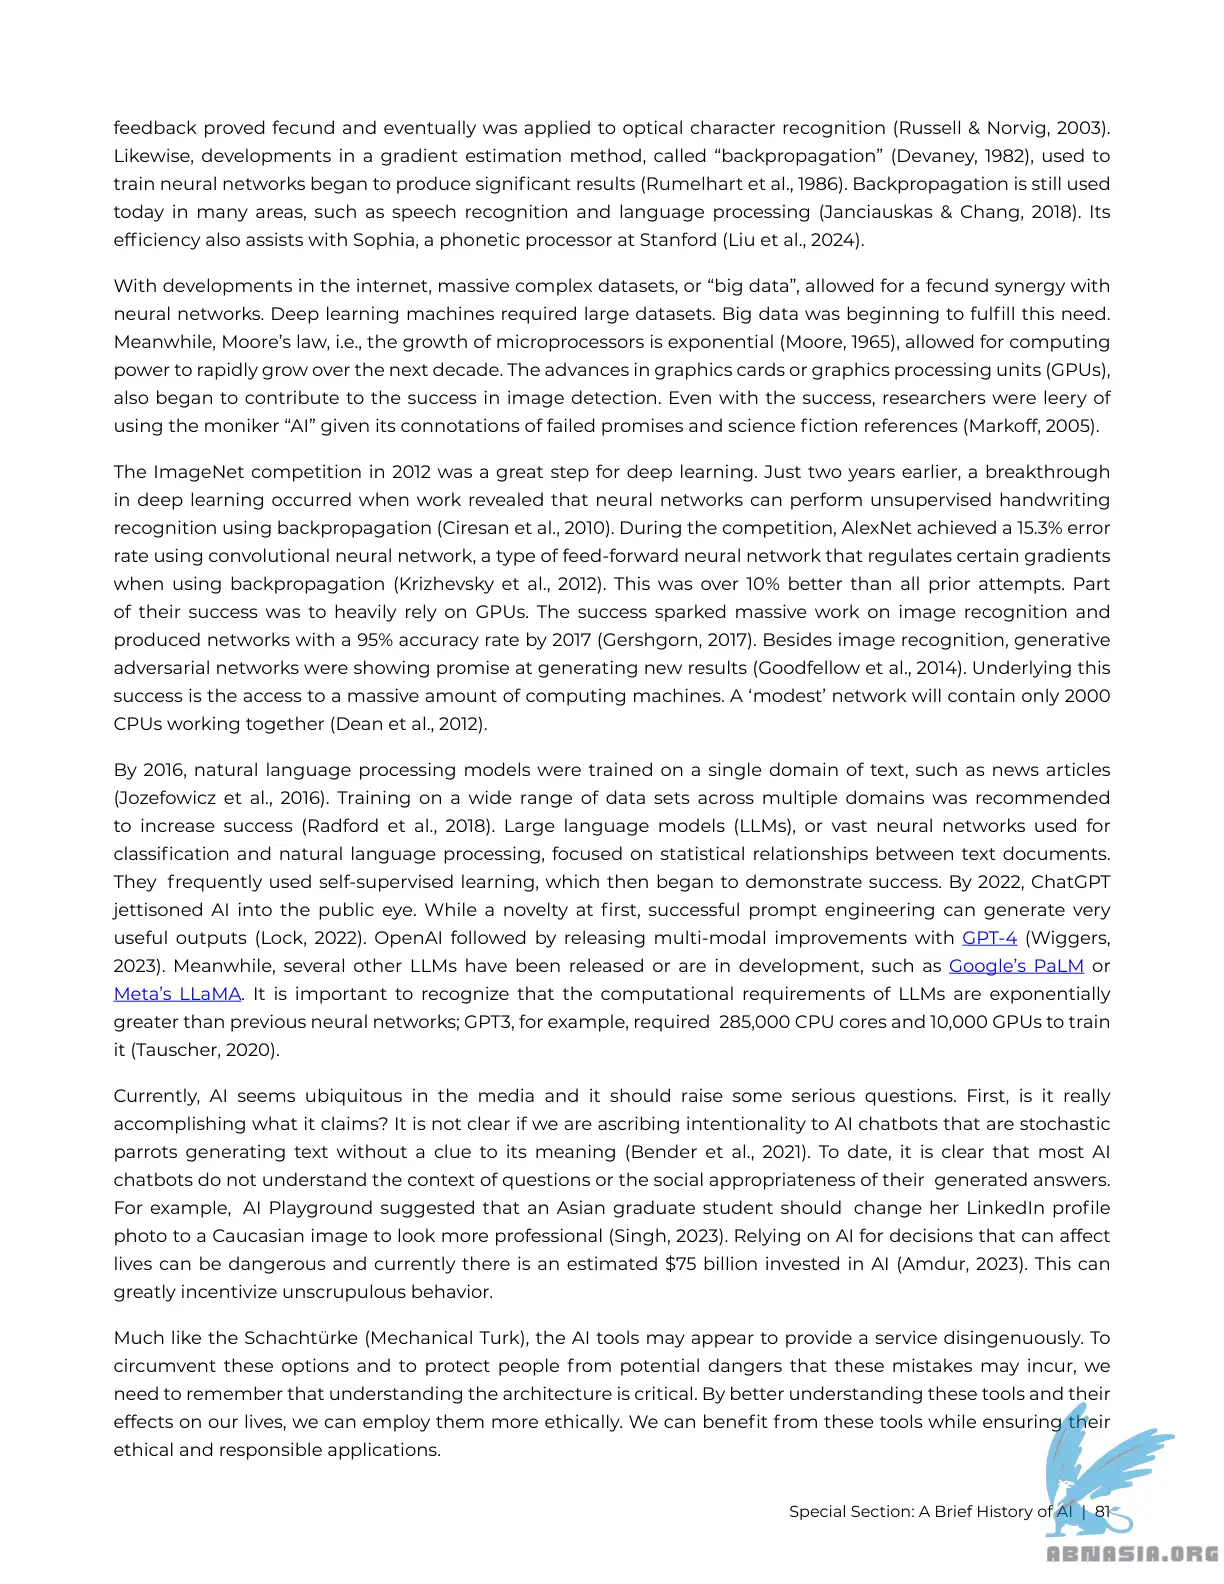 feedback proved fecund and eventually was applied to optical character recognition (Russell & Norvig, 2003).
Likewise, developments in a gradient estimation method, called “backpropagation” (Devaney, 1982), used to
train neural networks began to produce significant results (Rumelhart et al., 1986). Backpropagation is still used
today in many areas, such as speech recognition and language processing (Janciauskas & Chang, 2018). Its
efficiency also assists with Sophia, a phonetic processor at Stanford (Liu et al., 2024).
With developments in the internet, massive complex datasets, or “big data”, allowed for a fecund synergy with
neural networks. Deep learning machines required large datasets. Big data was beginning to fulfill this need.
Meanwhile, Moore’s law, i.e., the growth of microprocessors is exponential (Moore, 1965), allowed for computing
power to rapidly grow over the next decade. The advances in graphics cards or graphics processing units (GPUs),
also began to contribute to the success in image detection. Even with the success, researchers were leery of
using the moniker “AI” given its connotations of failed promises and science fiction references (Markoff, 2005).
The ImageNet competition in 2012 was a great step for deep learning. Just two years earlier, a breakthrough
in deep learning occurred when work revealed that neural networks can perform unsupervised handwriting
recognition using backpropagation (Ciresan et al., 2010). During the competition, AlexNet achieved a 15.3% error
rate using convolutional neural network, a type of feed-forward neural network that regulates certain gradients
when using backpropagation (Krizhevsky et al., 2012). This was over 10% better than all prior attempts. Part
of their success was to heavily rely on GPUs. The success sparked massive work on image recognition and
produced networks with a 95% accuracy rate by 2017 (Gershgorn, 2017). Besides image recognition, generative
adversarial networks were showing promise at generating new results (Goodfellow et al., 2014). Underlying this
success is the access to a massive amount of computing machines. A ‘modest’ network will contain only 2000
CPUs working together (Dean et al., 2012).
By 2016, natural language processing models were trained on a single domain of text, such as news articles
(Jozefowicz et al., 2016). Training on a wide range of data sets across multiple domains was recommended
to increase success (Radford et al., 2018). Large language models (LLMs), or vast neural networks used for
classification and natural language processing, focused on statistical relationships between text documents.
They frequently used self-supervised learning, which then began to demonstrate success. By 2022, ChatGPT
jettisoned AI into the public eye. While a novelty at first, successful prompt engineering can generate very
useful outputs (Lock, 2022). OpenAI followed by releasing multi-modal improvements with GPT-4 (Wiggers,
2023). Meanwhile, several other LLMs have been released or are in development, such as Google’s PaLM or
Meta’s LLaMA. It is important to recognize that the computational requirements of LLMs are exponentially
greater than previous neural networks; GPT3, for example, required 285,000 CPU cores and 10,000 GPUs to train
it (Tauscher, 2020).
Currently, AI seems ubiquitous in the media and it should raise some serious questions. First, is it really
accomplishing what it claims? It is not clear if we are ascribing intentionality to AI chatbots that are stochastic
parrots generating text without a clue to its meaning (Bender et al., 2021). To date, it is clear that most AI
chatbots do not understand the context of questions or the social appropriateness of their generated answers.
For example, AI Playground suggested that an Asian graduate student should change her LinkedIn profile
photo to a Caucasian image to look more professional (Singh, 2023). Relying on AI for decisions that can affect
lives can be dangerous and currently there is an estimated $75 billion invested in AI (Amdur, 2023). This can
greatly incentivize unscrupulous behavior.
Much like the Schachtürke (Mechanical Turk), the AI tools may appear to provide a service disingenuously. To
circumvent these options and to protect people from potential dangers that these mistakes may incur, we
need to remember that understanding the architecture is critical. By better understanding these tools and their
effects on our lives, we can employ them more ethically. We can benefit from these tools while ensuring their
ethical and responsible applications.
Special Section: A Brief History of AI | 81
ABNASIA.ORG